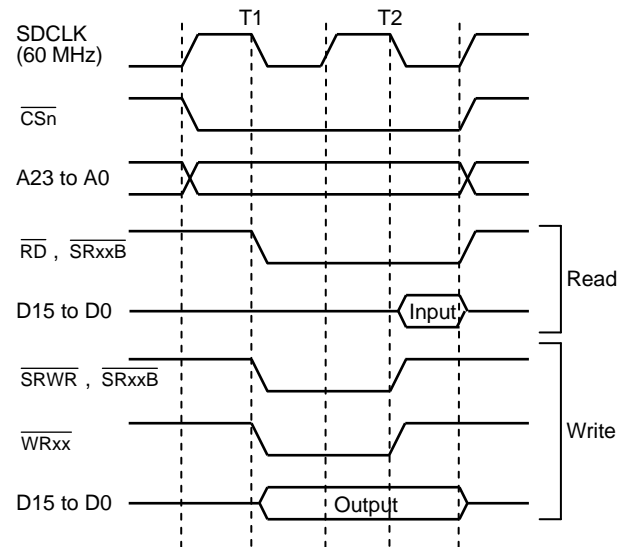 T1 T2
SDCLK
(60 MHz)
CSn
A23 to A0
RD , SRxxB
Read
D15 to D0 Input
SRWR , SRxxB
Write
WRxx
D15 to D0 Output